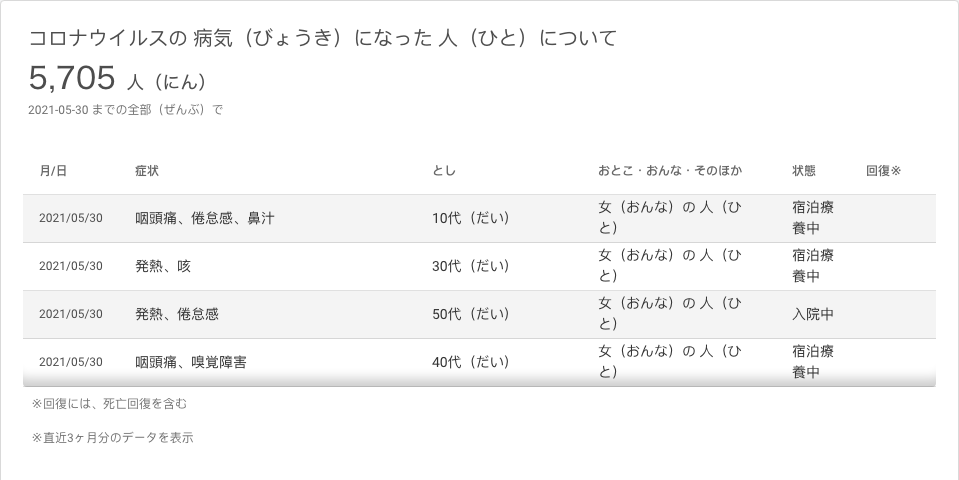 コロナウイルスの 病気（びょうき）になった 人（ひと）について
5,705 人（にん）
2021-05-30 までの全部（ぜんぶ）で
月/日 症状 とし おとこ・おんな・そのほか 状態 回復※
2021/05/30 咽頭痛、倦怠感、鼻汁 10代（だい） 女（おんな）の 人（ひ 宿泊療
と） 養中
2021/05/30 発熱、咳 30代（だい） 女（おんな）の 人（ひ 宿泊療
と） 養中
2021/05/30 発熱、倦怠感 50代（だい） 女（おんな）の 人（ひ 入院中
と）
2021/05/30 咽頭痛、嗅覚障害 40代（だい） 女（おんな）の 人（ひ 宿泊療
と） 養中
※回復には、死亡回復を含む
※直近3ヶ月分のデータを表示